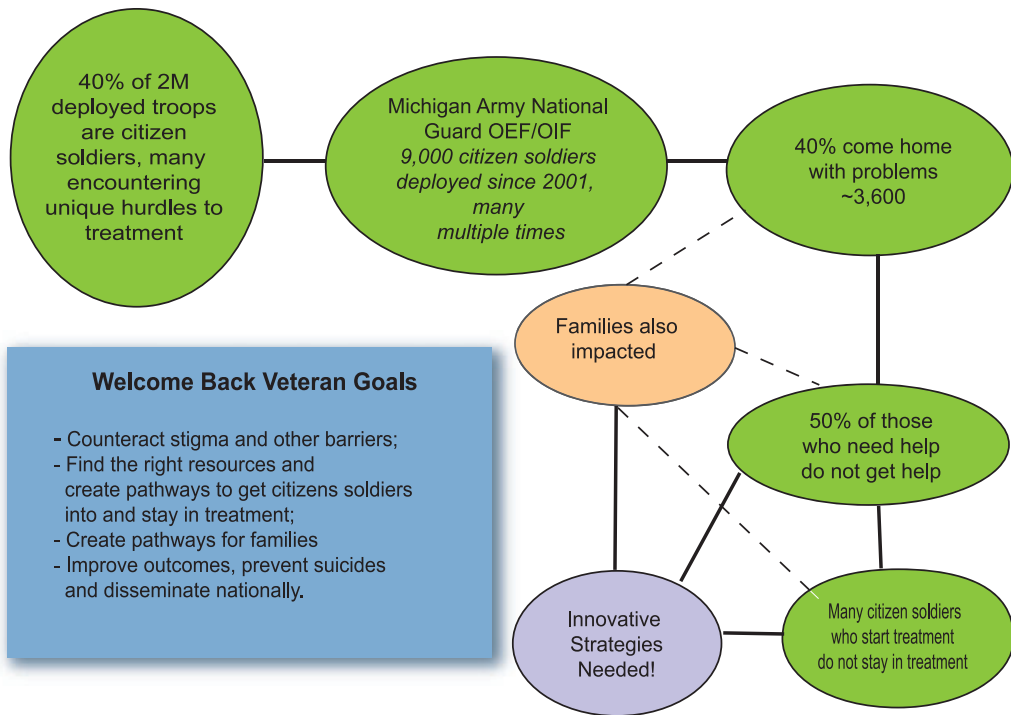 40% of 2M
deployed troops
are citizen
soldiers, many
encountering
unique hurdles to
treatment
Michigan Army National
Guard OEF/OIF
9,000 citizen soldiers
deployed since 2001,
many
multiple times
40% come home
with problems
~3,600
Families also
impacted
50% of those
who need help
do not get help
Welcome Back Veteran Goals
- Counteract stigma and other barriers;
- Find the right resources and
create pathways to get citizens soldiers
into and stay in treatment;
- Create pathways for families
- Improve outcomes, prevent suicides
and disseminate nationally.
Innovative
Strategies
Needed!
Many citizen soldiers
who start treatment
do not stay in treatment